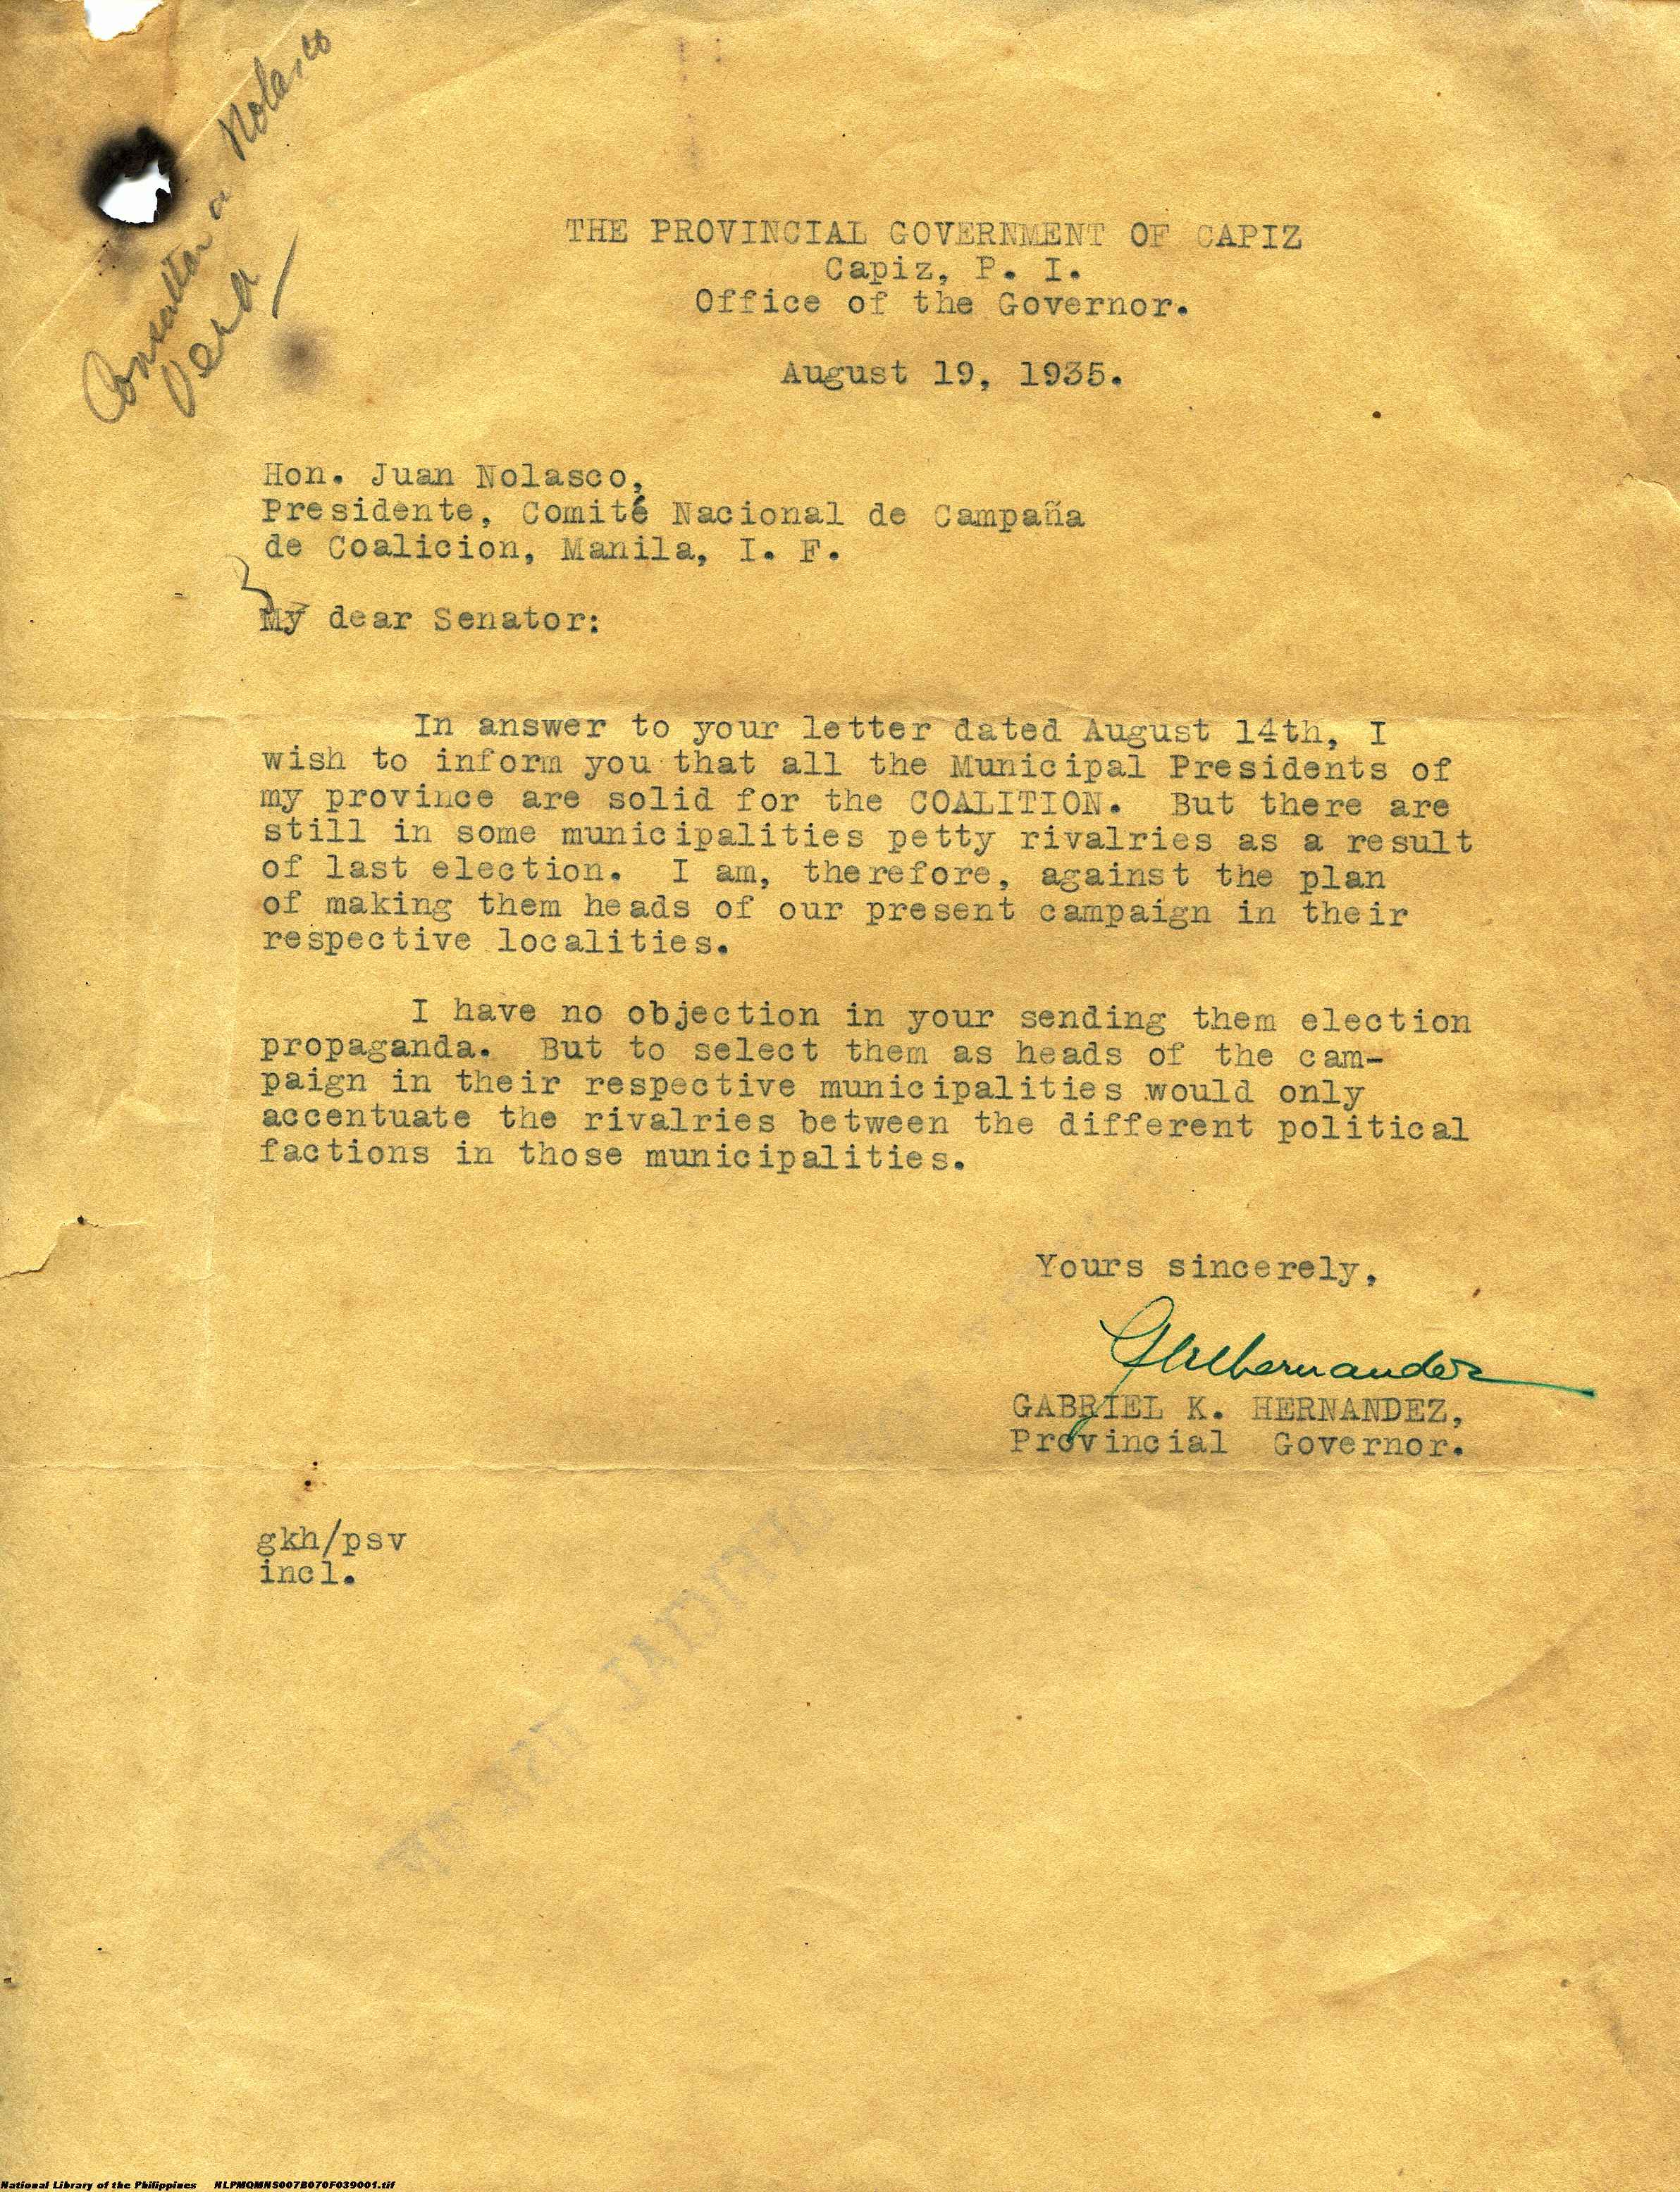 Consultar a Nolasco
Vera
THE PROVINCIAL GOVERNMENT OF CAPIZ
Capiz, P. I.
Office of the Governor.
August 19, 1935.
Hon. Juan Nolasco,
Presidente, Comité Nacional de Campaña
de Coalicion, Manila, I. F.
My dear Senator:
In answer to your letter dated August 14th, I
wish to inform you that all the Municipal Presidents of
my province are solid for the COALITION. But there are
still in some municipalities petty rivalries as a result
of last election. I am, therefore, against the plan
of making them heads of our present campaign in their
respective localities.
I have no objection in your sending them election
propaganda. But to select them as heads of the cam-
paign in their respective municipalities would only
accentuate the rivalries between the different political
factions in those municipalities.
Yours sincerely,
GABRIEL K. HERNANDEZ,
Provincial Governor.
gkh/psv
incl.
National Library of the Philippines NLPMQMNS007B070F039001.tif